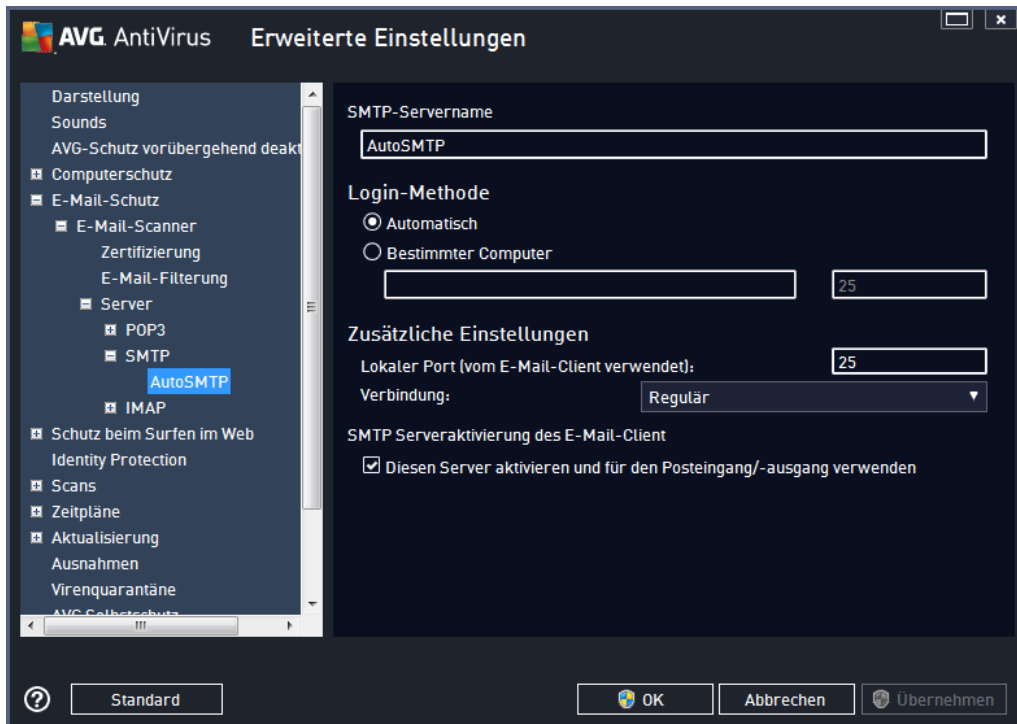 AVG AntiVirus Erweiterte Einstellungen
Darstellung
Sounds
AVG-Schutz vorübergehend deakt
Computerschutz
E-Mail-Schutz
E-Mail-Scanner
Zertifizierung
E-Mail-Filterung
Server
POP3
SMTP
AutoSMTP
IMAP
Schutz beim Surfen im Web
Identity Protection
Scans
Zeitpläne
Aktualisierung
Ausnahmen
Virenquarantäne
AVG Selbstschutz
SMTP-Servername
AutoSMTP
Login-Methode
Automatisch
Bestimmter Computer
25
Zusätzliche Einstellungen
Lokaler Port (vom E-Mail-Client verwendet): 25
Verbindung: Regulär
SMTP Serveraktivierung des E-Mail-Client
Diesen Server aktivieren und für den Posteingang/-ausgang verwenden
Standard OK Abbrechen Übernehmen